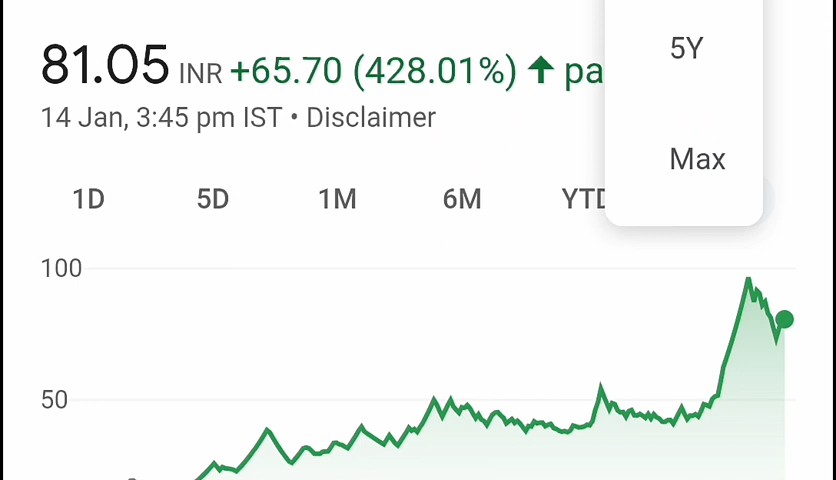 5Y
81.05 INR +65.70 (428.01%) ↑ pa
14 Jan, 3:45 pm IST • Disclaimer
Max
1D 5D 1M 6M YTD
100
50